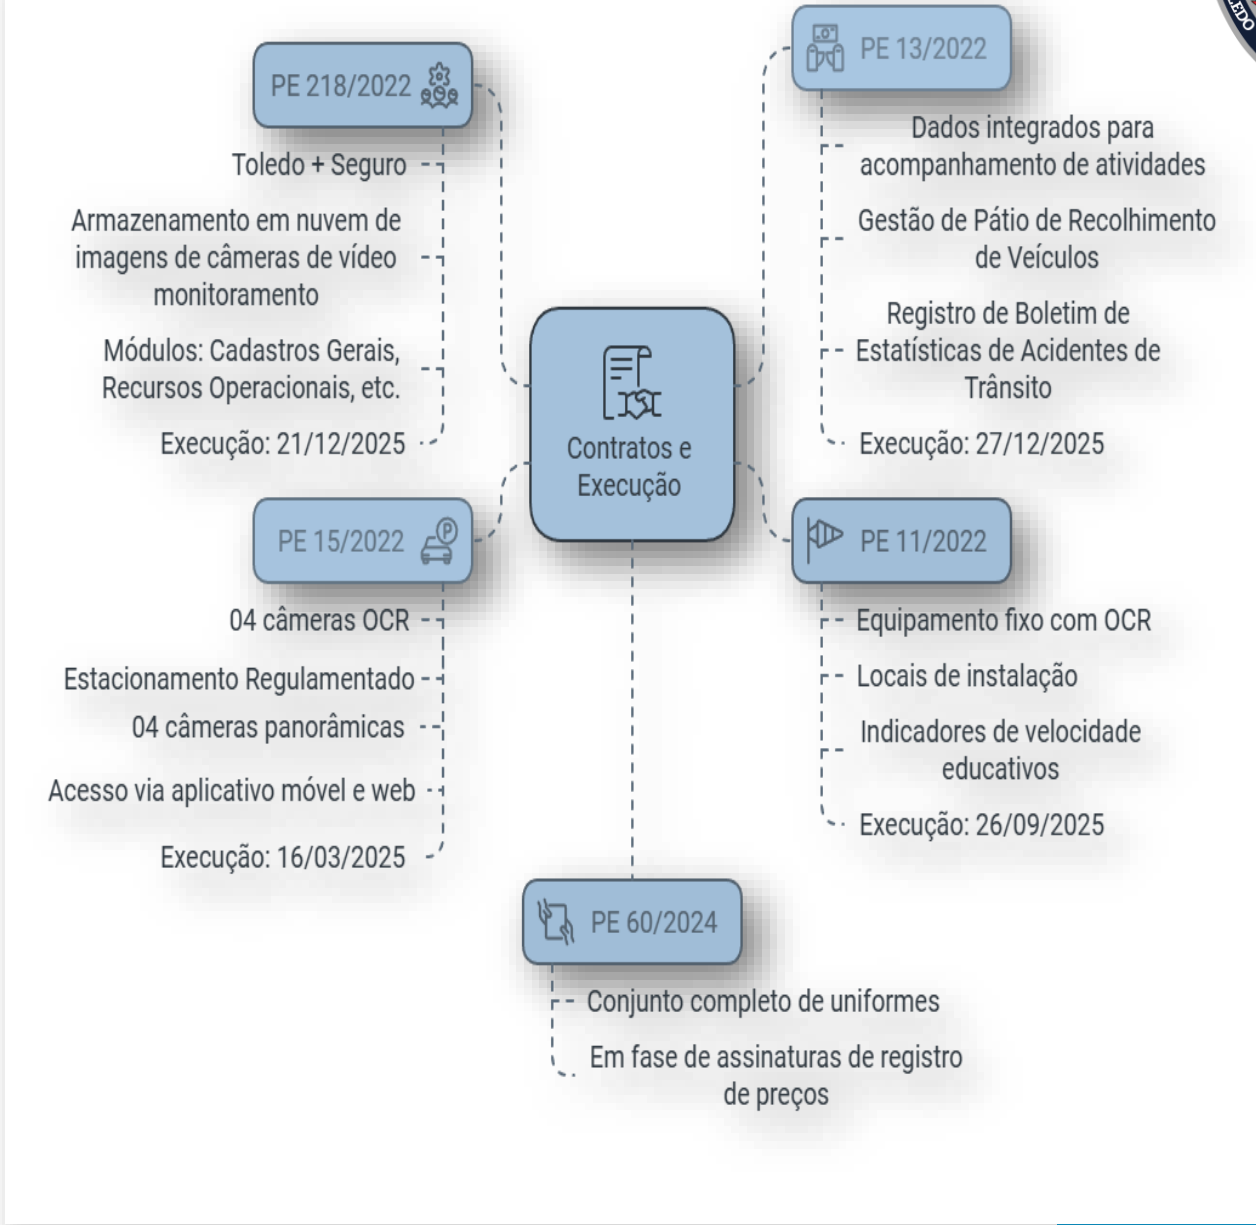 PE 218/2022
Toledo + Seguro
Armazenamento em nuvem de
imagens de câmeras de vídeo
monitoramento
Módulos: Cadastros Gerais,
Recursos Operacionais, etc.
Execução: 21/12/2025
PE 13/2022
Dados integrados para
acompanhamento de atividades
Gestão de Pátio de Recolhimento
de Veículos
Registro de Boletim de
Estatísticas de Acidentes de
Trânsito
Execução: 27/12/2025
Contratos e
Execução
PE 15/2022
04 câmeras OCR
Estacionamento Regulamentado
04 câmeras panorâmicas
Acesso via aplicativo móvel e web
Execução: 16/03/2025
PE 11/2022
Equipamento fixo com OCR
Locais de instalação
Indicadores de velocidade
educativos
Execução: 26/09/2025
PE 60/2024
Conjunto completo de uniformes
Em fase de assinaturas de registro
de preços